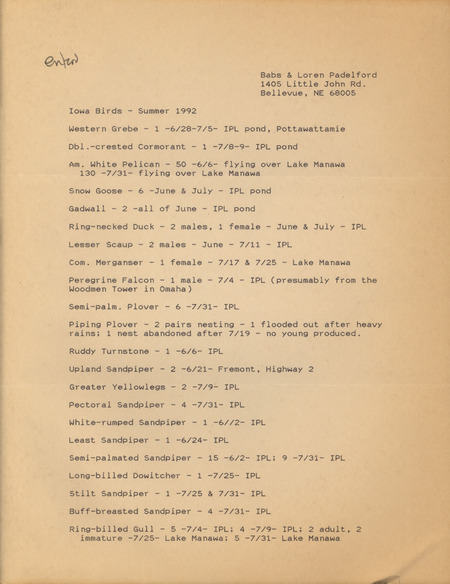 enter
Babs & Loren Padelford
1405 Little John Rd.
Bellevue, NE 68005
Iowa Birds - Summer 1992
Western Grebe - 1 -6/28-7/5- IPL pond, Pottawattamie
Dbl.-crested Cormorant - 1 -7/8-9- IPL pond
Am. White Pelican - 50 -6/6- flying over Lake Manawa
130 -7/31- flying over Lake Manawa
Snow Goose - 6 -June & July - IPL pond
Gadwall - 2 -all of June - IPL pond
Ring-necked Duck - 2 males, 1 female - June & July - IPL
Lesser Scaup - 2 males - June - 7/11 - IPL
Com. Merganser - 1 female - 7/17 & 7/25 - Lake Manawa
Peregrine Falcon - 1 male - 7/4 - IPL (presumably from the
Woodmen Tower in Omaha)
Semi-palm. Plover - 6 -7/31- IPL
Piping Plover - 2 pairs nesting - 1 flooded out after heavy
rains; 1 nest abandoned after 7/19 - no young produced.
Ruddy Turnstone - 1 -6/6- IPL
Upland Sandpiper - 2 -6/21- Fremont, Highway 2
Greater Yellowlegs - 2 -7/9- IPL
Pectoral Sandpiper - 4 -7/31- IPL
White-rumped Sandpiper - 1 -6//2- IPL
Least Sandpiper - 1 -6/24- IPL
Semi-palmated Sandpiper - 15 -6/2- IPL; 9 -7/31- IPL
Long-billed Dowitcher - 1 -7/25- IPL
Stilt Sandpiper - 1 -7/25 & 7/31- IPL
Buff-breasted Sandpiper - 4 -7/31- IPL
Ring-billed Gull - 5 -7/4- IPL; 4 -7/9- IPL; 2 adult, 2
immature -7/25- Lake Manawa; 5 -7/31- Lake Manawa